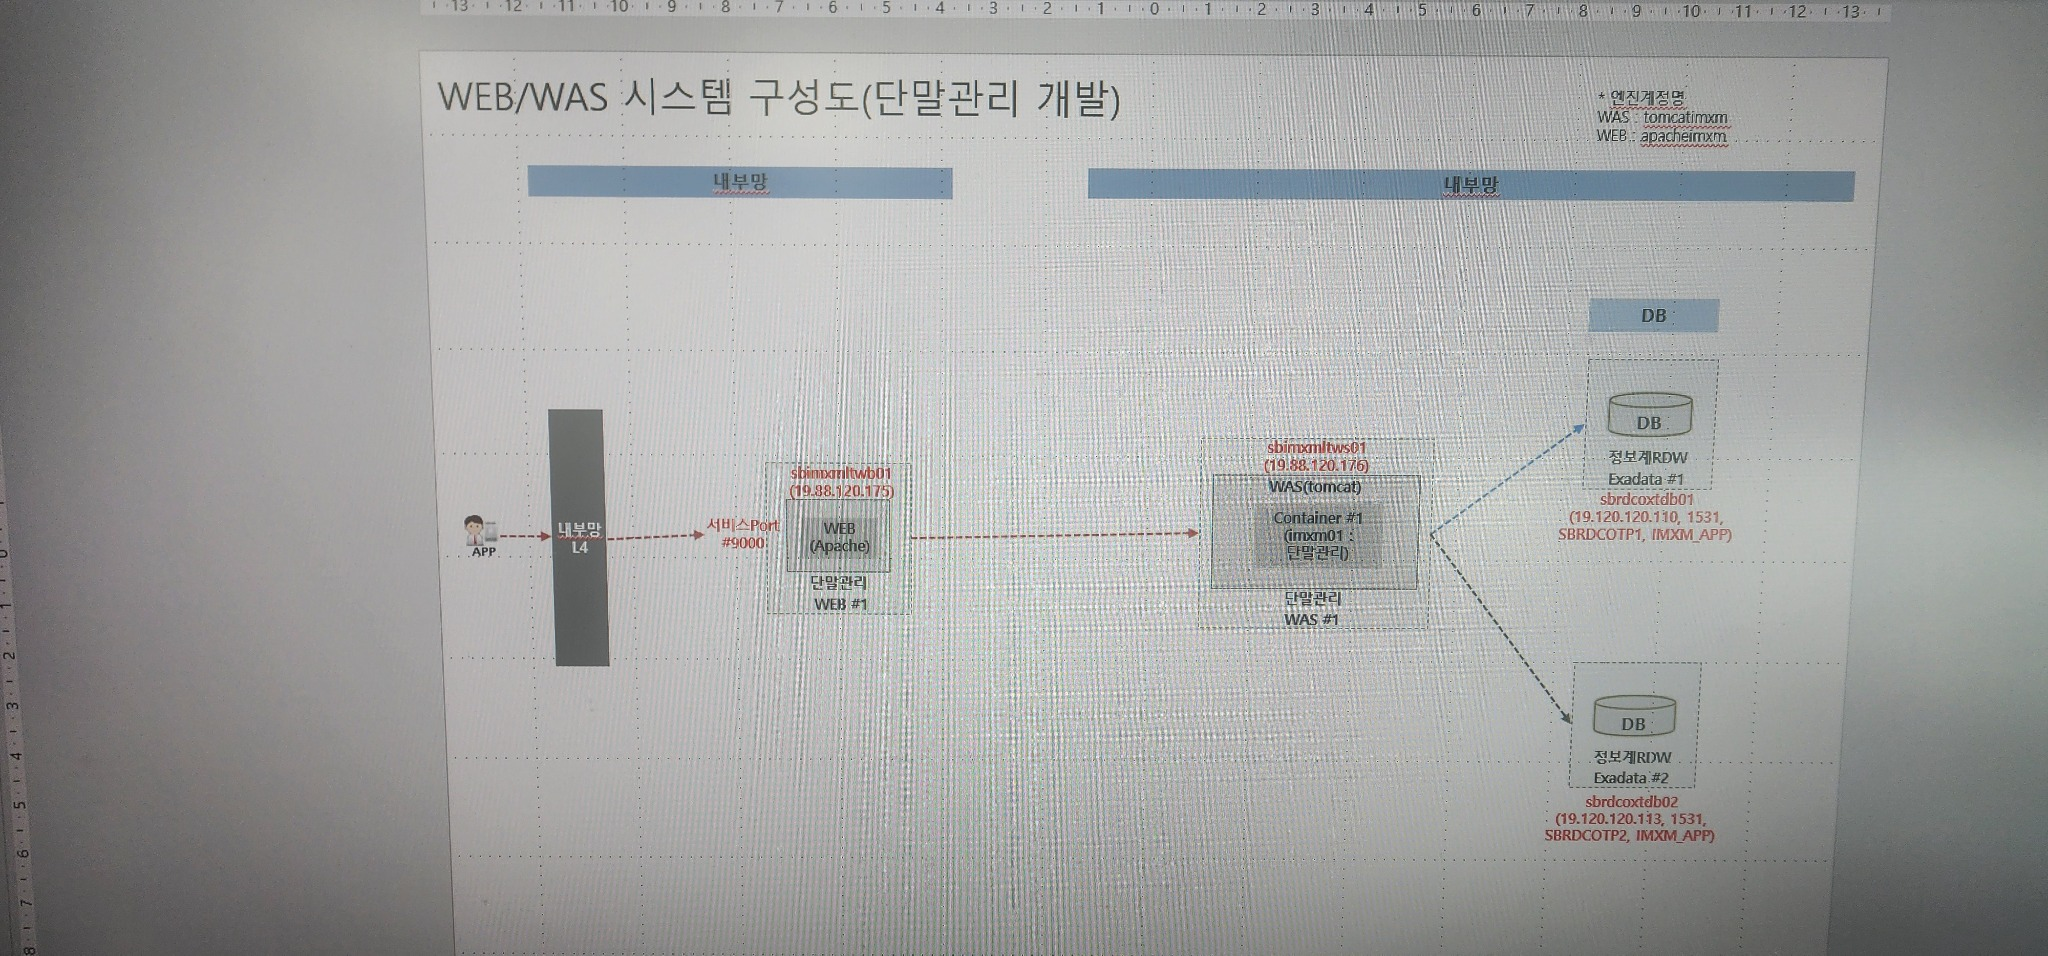 WEB/WAS 시스템 구성도(단말관리 개발)
* 엔진계정명
WAS : tomcatimxm
WEB : apacheimxm
내부망
내부망
DB
APP
내부망
L4
서비스Port
#9000
sbimxmltwb01
(19.88.120.175)
WEB
(Apache)
단말관리
WEB #1
sbimxmltws01
(19.88.120.176)
WAS(tomcat)
Container #1
(imxm01 :
단말관리)
단말관리
WAS #1
DB
정보계RDW
Exadata #1
sbrdcoxtdb01
(19.120.120.110, 1531,
SBRDCOTP1, IMXM_APP)
DB
정보계RDW
Exadata #2
sbrdcoxtdb02
(19.120.120.113, 1531,
SBRDCOTP2, IMXM_APP)